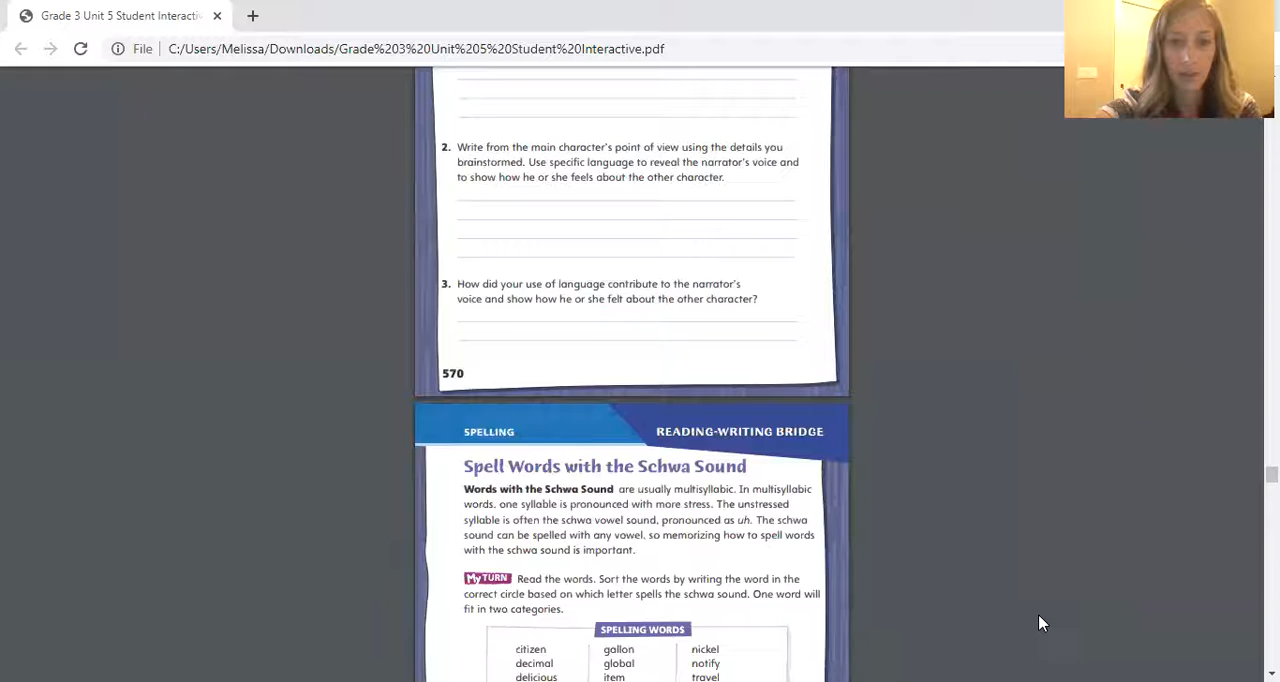 Grade 3 Unit 5 Student Interactiv
File
C:/Users/Melissa/Downloads/Grade%203%20Unit%205%20Student%20Interactive.pdf
2. Write from the main character's point of view using the details you
brainstormed. Use specific language to reveal the narrator's voice and
to show how he or she feels about the other character.
3. How did your use of language contribute to the narrator's
voice and show how he or she felt about the other character?
570
SPELLING
READING-WRITING BRIDGE
Spell Words with the Schwa Sound
Words with the Schwa Sound are usually multisyllabic. In multisyllabic
words, one syllable is pronounced with more stress. The unstressed
syllable is often the schwa vowel sound, pronounced as uh. The schwa
sound can be spelled with any vowel, so memorizing how to spell words
with the schwa sound is important.
My TURN Read the words. Sort the words by writing the word in the
correct circle based on which letter spells the schwa sound. One word will
fit in two categories.
SPELLING WORDS
citizen gallon nickel
decimal global notify
delicious item travel